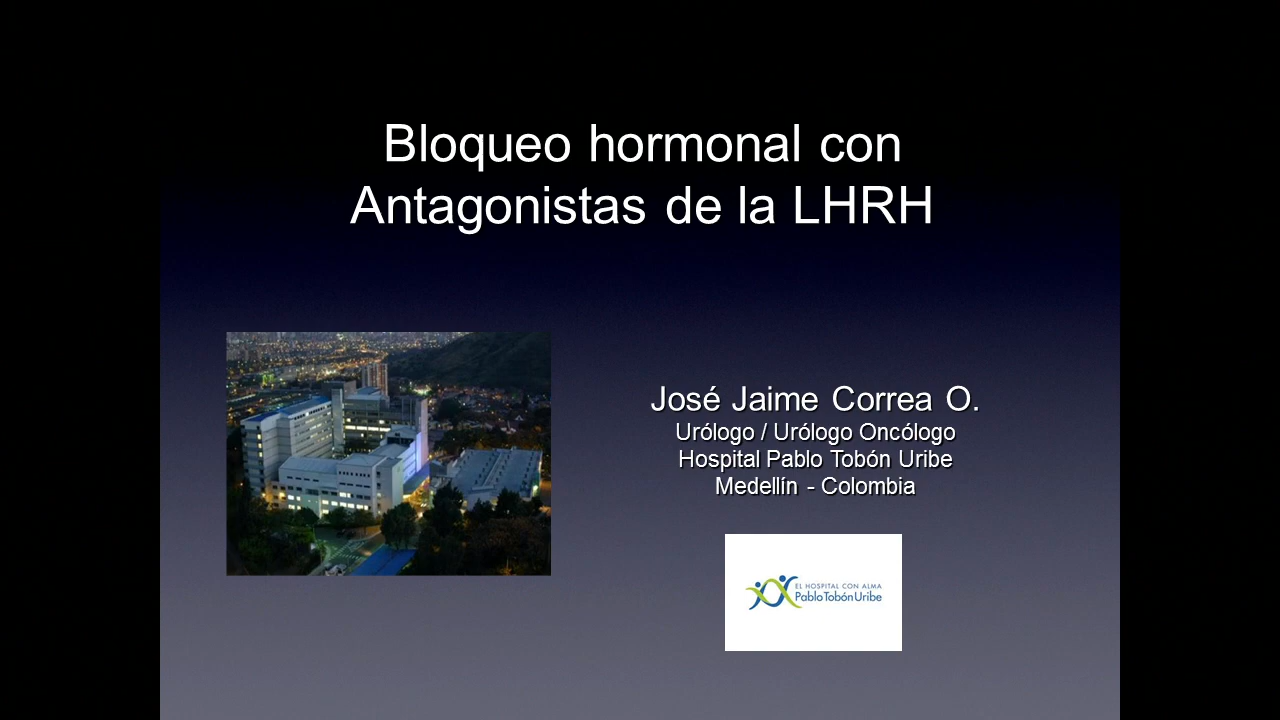 Bloqueo hormonal con
Antagonistas de la LHRH
José Jaime Correa O.
Urólogo / Urólogo Oncólogo
Hospital Pablo Tobón Uribe
Medellín - Colombia
EL HOSPITAL CON ALMA
Pablo Tobón Uribe